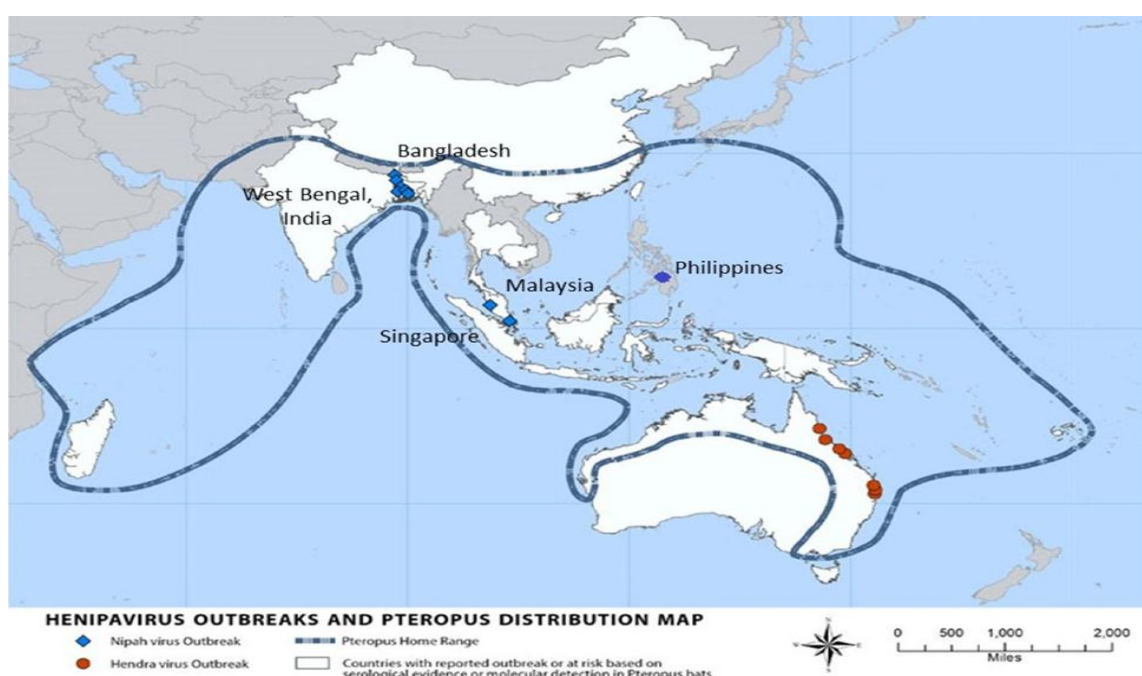 Bangladesh
West Bengal,
India
Philippines
Malaysia
Singapore
HENIPAVIRUS OUTBREAKS AND PTEROPUS DISTRIBUTION MAP
Nipah virus Outbreak
Pteropus Home Range
Hendra virus Outbreak
Countries with reported outbreak or at risk based on
serological evidence or molecular detection in Pteropus bats
0 500 1,000 2,000
Miles